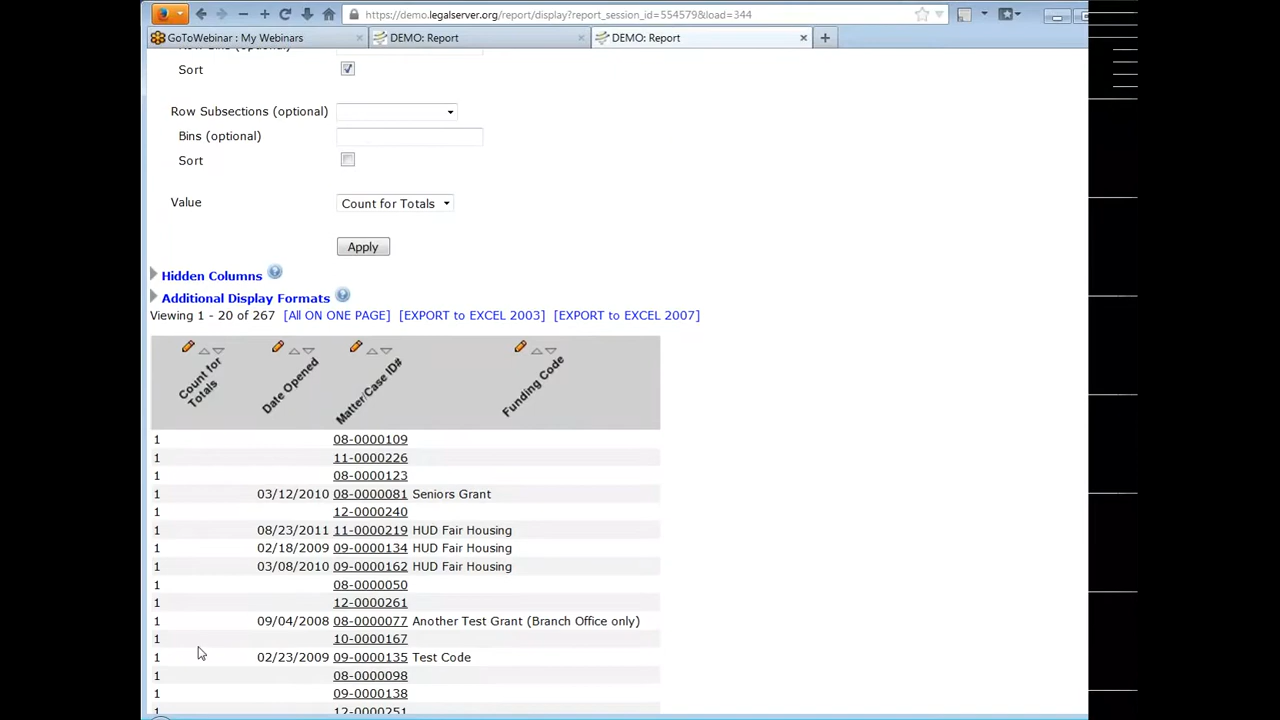 https://demo.legalserver.org/report/display?report_session_id=554579&load=344
GoToWebinar : My Webinars
DEMO: Report
DEMO: Report
Sort
Row Subsections (optional)
Bins (optional)
Sort
Value Count for Totals
Apply
Hidden Columns
Additional Display Formats
Viewing 1 - 20 of 267 [All ON ONE PAGE] [EXPORT to EXCEL 2003] [EXPORT to EXCEL 2007]
Count for Totals Date Opened Matter/Case ID# Funding Code
1 08-0000109
1 11-0000226
1 08-0000123
1 03/12/2010 08-0000081 Seniors Grant
1 12-0000240
1 08/23/2011 11-0000219 HUD Fair Housing
1 02/18/2009 09-0000134 HUD Fair Housing
1 03/08/2010 09-0000162 HUD Fair Housing
1 08-0000050
1 12-0000261
1 09/04/2008 08-0000077 Another Test Grant (Branch Office only)
1 10-0000167
1 02/23/2009 09-0000135 Test Code
1 08-0000098
1 09-0000138
1 12-0000251